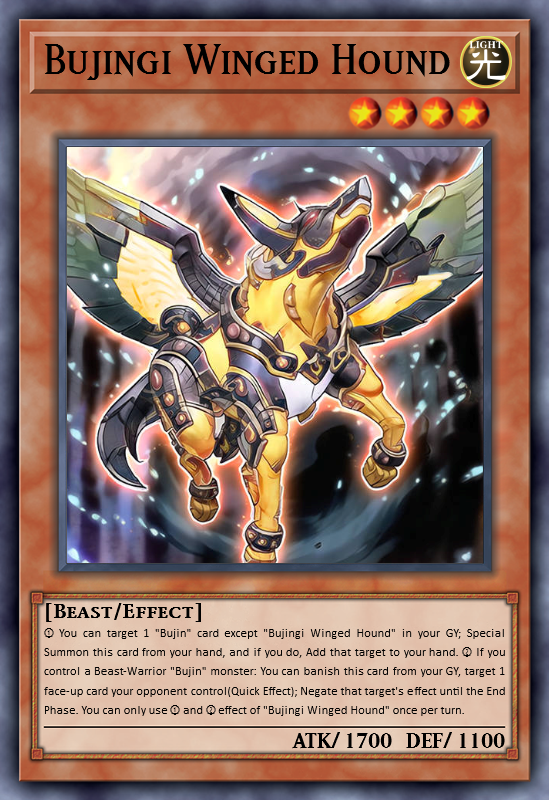 Bujingi Winged Hound
LIGHT
光
[Beast/Effect]
① You can target 1 "Bujin" card except "Bujingi Winged Hound" in your GY; Special
Summon this card from your hand, and if you do, Add that target to your hand. ② If you
control a Beast-Warrior "Bujin" monster: You can banish this card from your GY, target 1
face-up card your opponent control(Quick Effect); Negate that target's effect until the End
Phase. You can only use ① and ② effect of "Bujingi Winged Hound" once per turn.
ATK/ 1700 DEF/ 1100